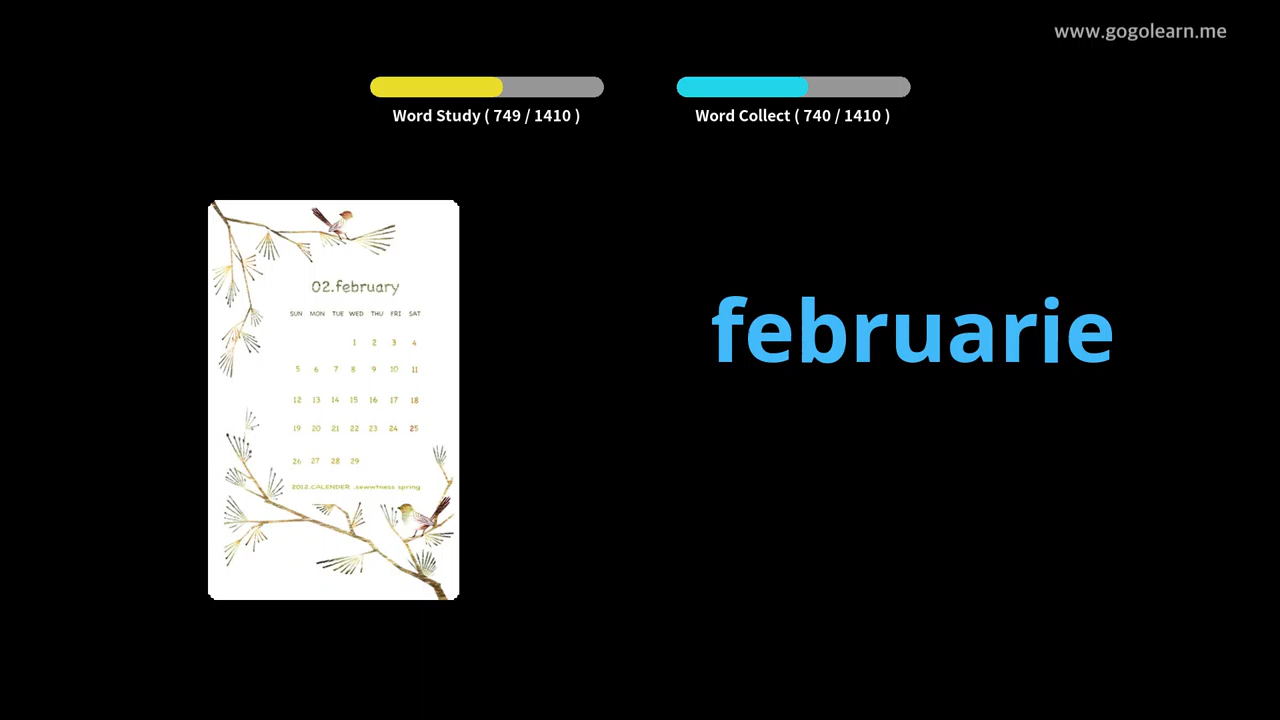 www.gogolearn.me
Word Study ( 749 / 1410 )
Word Collect ( 740 / 1410 )
02.february
SUN MON TUE WED THU FRI SAT
1 2 3 4
5 6 7 8 9 10 11
12 13 14 15 16 17 18
19 20 21 22 23 24 25
26 27 28 29
2012.CALENDER .sewwtness spring
februarie